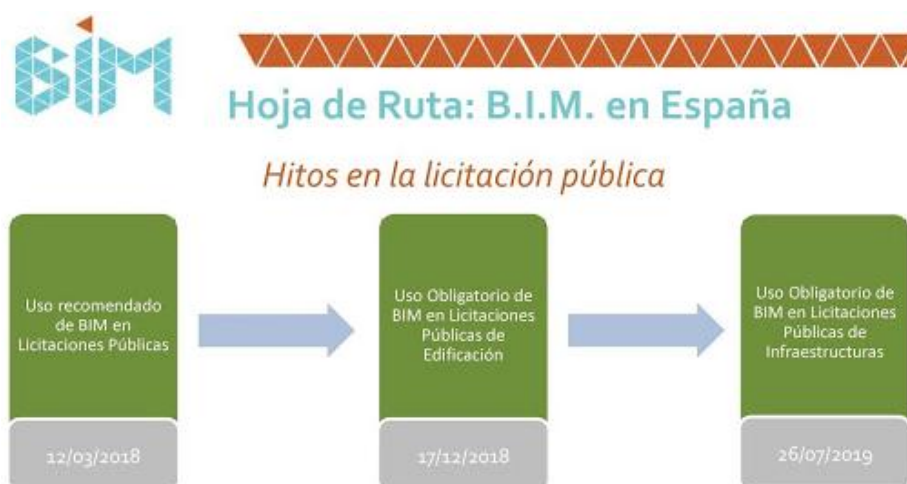 BIM
Hoja de Ruta: B.I.M. en España
Hitos en la licitación pública
Uso recomendado
de BIM en
Licitaciones Públicas
12/03/2018
Uso Obligatorio de
BIM en Licitaciones
Públicas de
Edificación
17/12/2018
Uso Obligatorio de
BIM en Licitaciones
Públicas de
Infraestructuras
26/07/2019